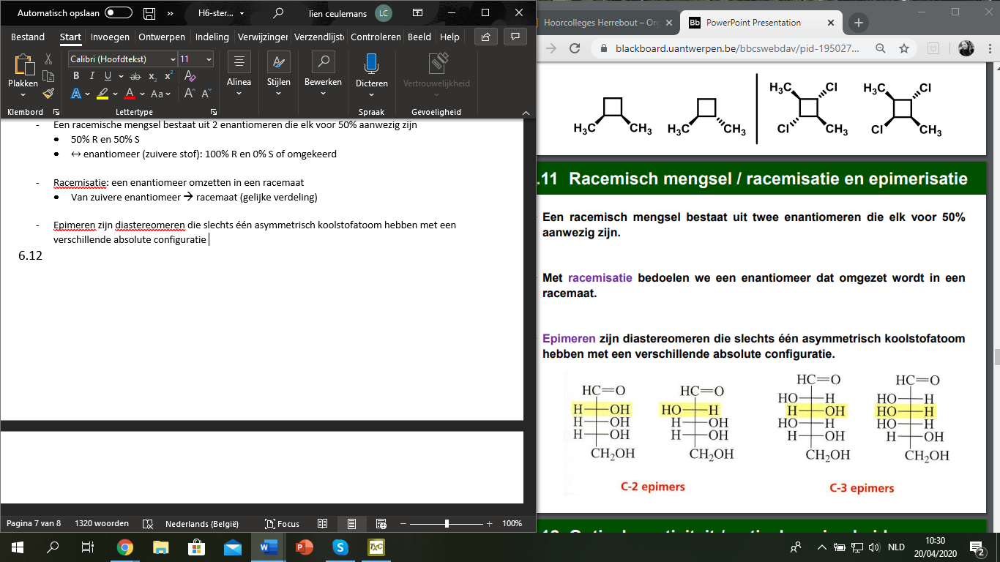 Automatisch opslaan
H6-ster...
lien ceulemans
LC
Bestand Start Invoegen Ontwerpen Indeling Verwijzinger Verzendlijste Controleren Beeld Help
Calibri (Hoofdtekst) 11
Plakken
B I U ab x₂ x²
A A Aa A A
Alinea
Stijlen
Bewerken
Dicteren
Vertrouwelijkheid
Klembord
Lettertype
Spraak
Gevoeligheid
- Een racemische mengsel bestaat uit 2 enantiomeren die elk voor 50% aanwezig zijn
• 50% R en 50% S
• ↔ enantiomeer (zuivere stof): 100% R en 0% S of omgekeerd
- Racemisatie: een enantiomeer omzetten in een racemaat
• Van zuivere enantiomeer → racemaat (gelijke verdeling)
- Epimeren zijn diastereomeren die slechts één asymmetrisch koolstofatoom hebben met een
verschillende absolute configuratie
6.12
Pagina 7 van 8 1320 woorden Nederlands (België) Focus 100%
Hoorcolleges Herrebout – Org
Bb PowerPoint Presentation
blackboard.uantwerpen.be/bbcswebdav/pid-195027...
H₃C CH₃ H₃C CH₃ H₃C Cl Cl CH₃ H₃C Cl Cl CH₃
.11 Racemisch mengsel / racemisatie en epimerisatie
Een racemisch mengsel bestaat uit twee enantiomeren die elk voor 50%
aanwezig zijn.
Met racemisatie bedoelen we een enantiomeer dat omgezet wordt in een
racemaat.
Epimeren zijn diastereomeren die slechts één asymmetrisch koolstofatoom
hebben met een verschillende absolute configuratie.
HC=O HC=O HC=O HC=O
HO H HO H
H OH HO H H OH HO H
H OH H OH HO H HO H
H OH H OH H OH H OH
CH₂OH CH₂OH CH₂OH CH₂OH
C-2 epimers
C-3 epimers
NLD
10:30
20/04/2020
2